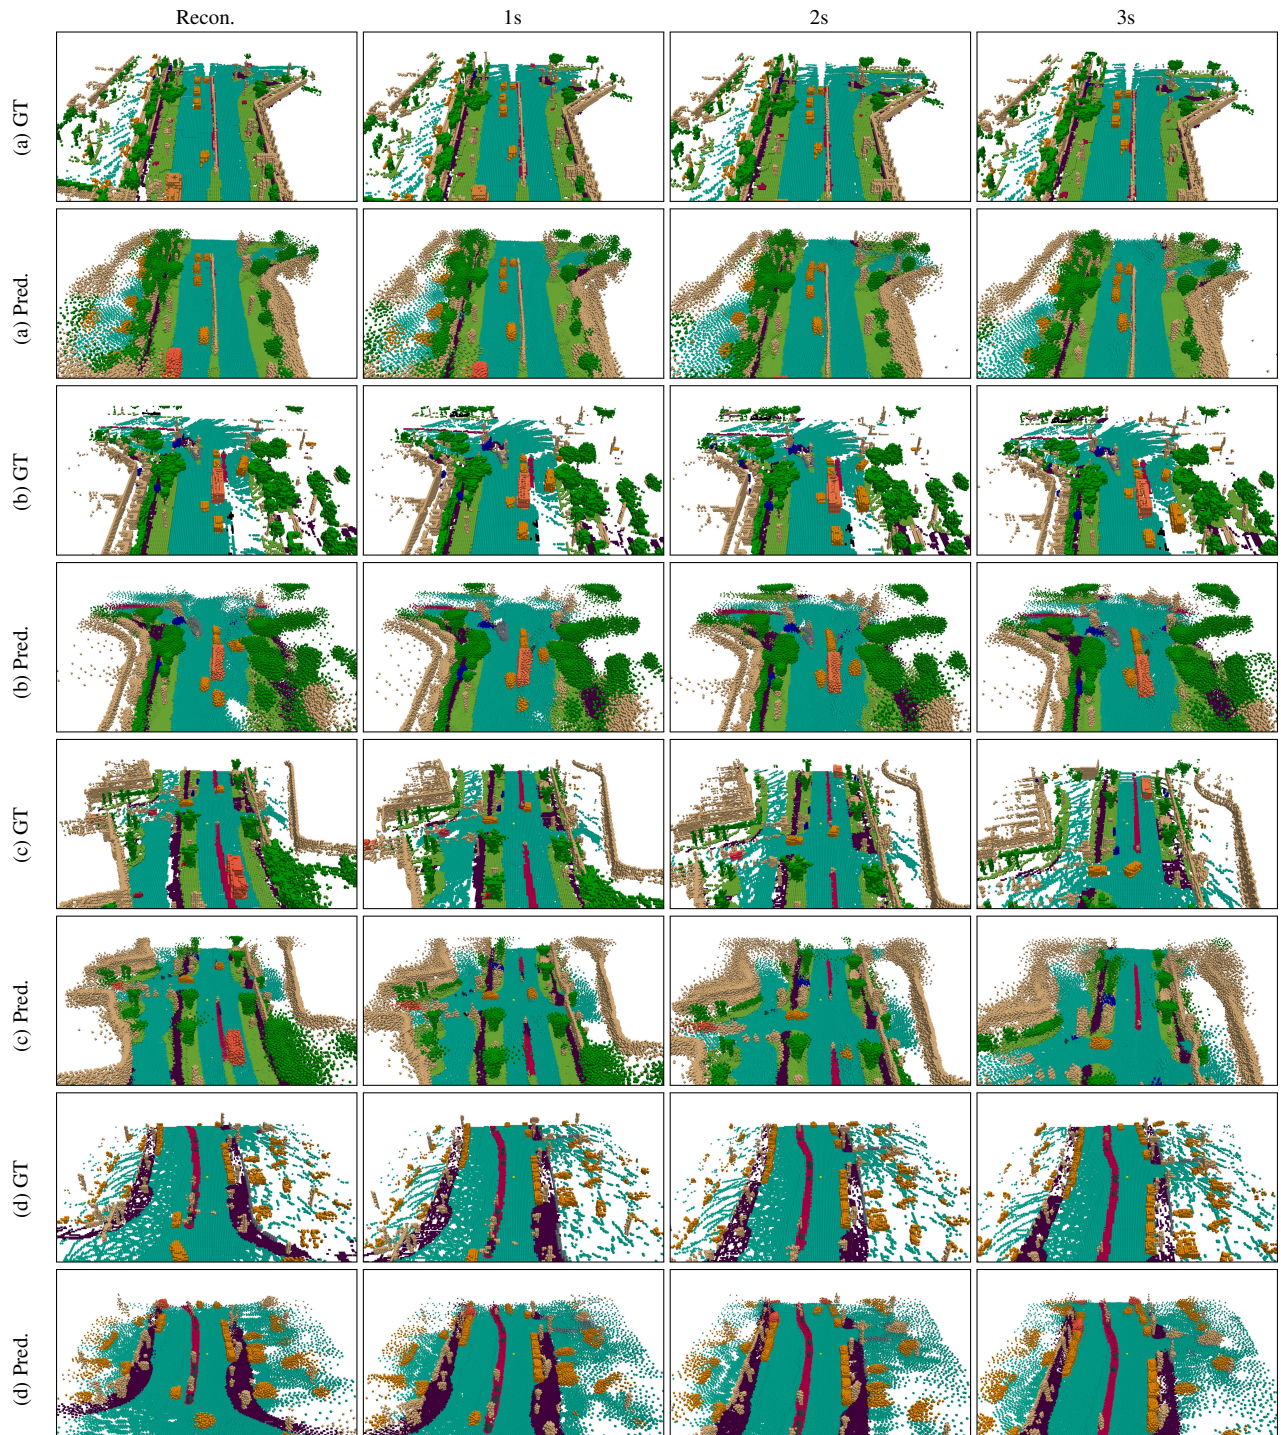 Recon. 1s 2s 3s
(a) GT
(a) Pred.
(b) GT
(b) Pred.
(c) GT
(c) Pred.
(d) GT
(d) Pred.